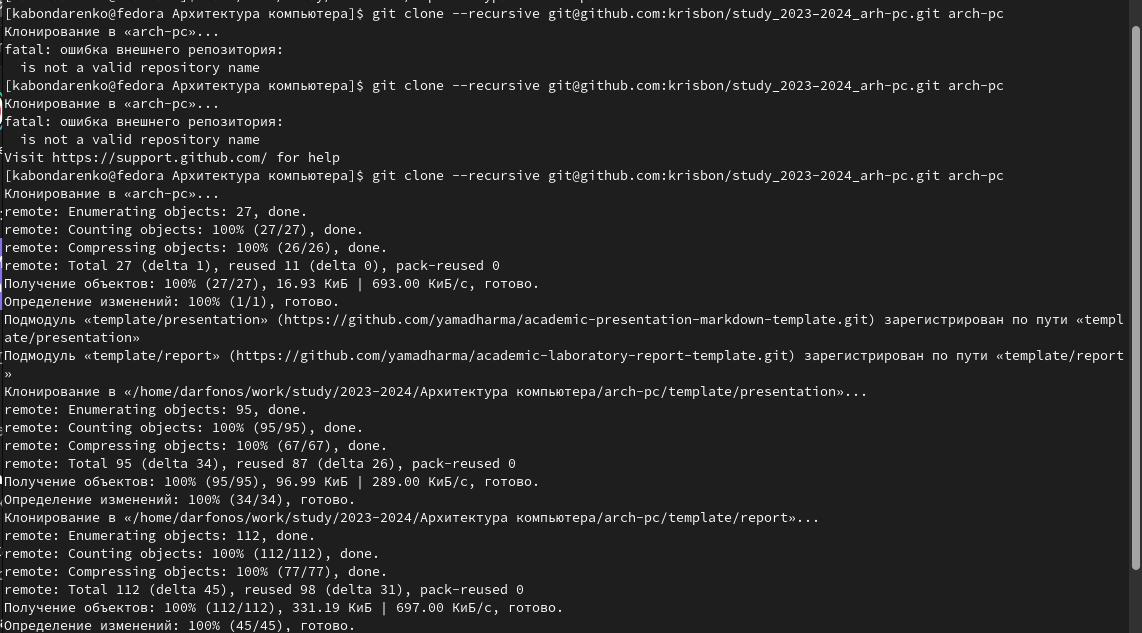 [kabondarenko@fedora Архитектура компьютера]$ git clone --recursive git@github.com:krisbon/study_2023-2024_arh-pc.git arch-pc
Клонирование в «arch-pc»...
fatal: ошибка внешнего репозитория:
  is not a valid repository name
[kabondarenko@fedora Архитектура компьютера]$ git clone --recursive git@github.com:krisbon/study_2023-2024_arh-pc.git arch-pc
Клонирование в «arch-pc»...
fatal: ошибка внешнего репозитория:
  is not a valid repository name
Visit https://support.github.com/ for help
[kabondarenko@fedora Архитектура компьютера]$ git clone --recursive git@github.com:krisbon/study_2023-2024_arh-pc.git arch-pc
Клонирование в «arch-pc»...
remote: Enumerating objects: 27, done.
remote: Counting objects: 100% (27/27), done.
remote: Compressing objects: 100% (26/26), done.
remote: Total 27 (delta 1), reused 11 (delta 0), pack-reused 0
Получение объектов: 100% (27/27), 16.93 КиБ | 693.00 КиБ/с, готово.
Определение изменений: 100% (1/1), готово.
Подмодуль «template/presentation» (https://github.com/yamadharma/academic-presentation-markdown-template.git) зарегистрирован по пути «templ
ate/presentation»
Подмодуль «template/report» (https://github.com/yamadharma/academic-laboratory-report-template.git) зарегистрирован по пути «template/report
»
Клонирование в «/home/darfonos/work/study/2023-2024/Архитектура компьютера/arch-pc/template/presentation»...
remote: Enumerating objects: 95, done.
remote: Counting objects: 100% (95/95), done.
remote: Compressing objects: 100% (67/67), done.
remote: Total 95 (delta 34), reused 87 (delta 26), pack-reused 0
Получение объектов: 100% (95/95), 96.99 КиБ | 289.00 КиБ/с, готово.
Определение изменений: 100% (34/34), готово.
Клонирование в «/home/darfonos/work/study/2023-2024/Архитектура компьютера/arch-pc/template/report»...
remote: Enumerating objects: 112, done.
remote: Counting objects: 100% (112/112), done.
remote: Compressing objects: 100% (77/77), done.
remote: Total 112 (delta 45), reused 98 (delta 31), pack-reused 0
Получение объектов: 100% (112/112), 331.19 КиБ | 697.00 КиБ/с, готово.
Определение изменений: 100% (45/45), готово.